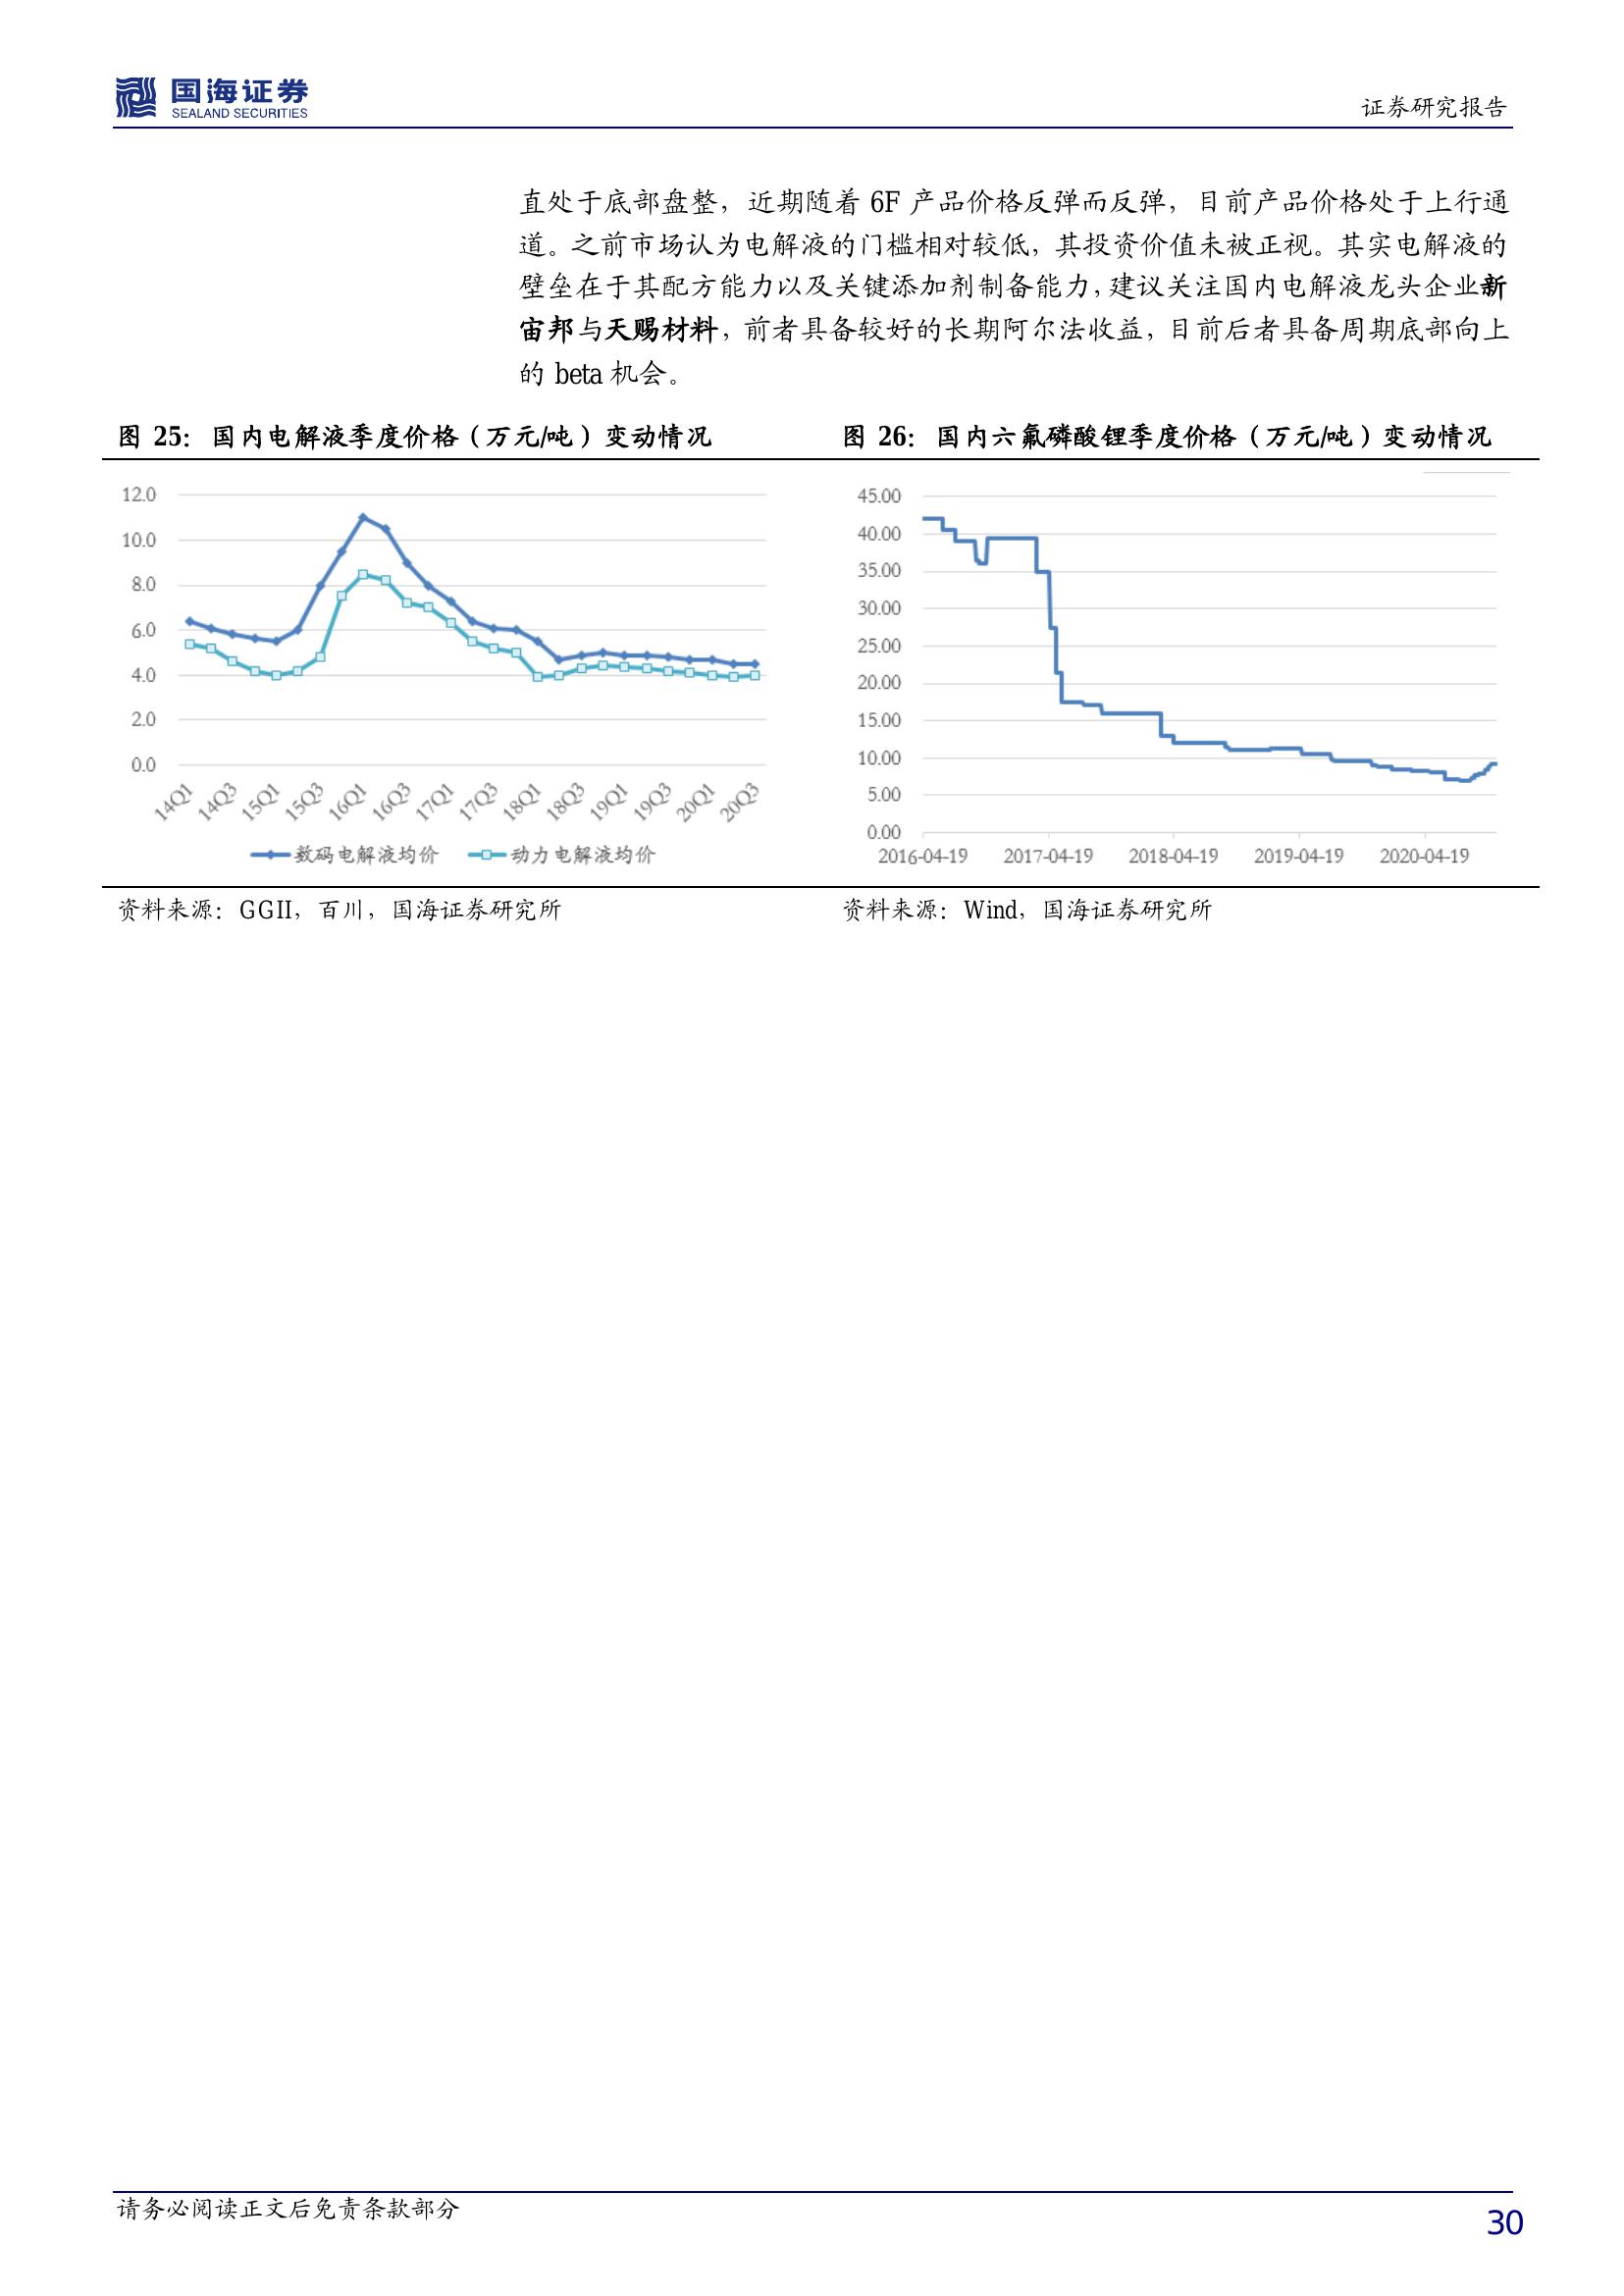 国海证券
SEALAND SECURITIES
证券研究报告
直处于底部盘整，近期随着 6F 产品价格反弹而反弹，目前产品价格处于上行通
道。之前市场认为电解液的门槛相对较低，其投资价值未被正视。其实电解液的
壁垒在于其配方能力以及关键添加剂制备能力，建议关注国内电解液龙头企业新
宙邦与天赐材料，前者具备较好的长期阿尔法收益，目前后者具备周期底部向上
的 beta 机会。
图 25：国内电解液季度价格（万元/吨）变动情况
12.0
10.0
8.0
6.0
4.0
2.0
0.0
14Q1 14Q3 15Q1 15Q3 16Q1 16Q3 17Q1 17Q3 18Q1 18Q3 19Q1 19Q3 20Q1 20Q3
数码电解液均价 动力电解液均价
资料来源：GGII，百川，国海证券研究所
图 26：国内六氟磷酸锂季度价格（万元/吨）变动情况
45.00
40.00
35.00
30.00
25.00
20.00
15.00
10.00
5.00
0.00
2016-04-19 2017-04-19 2018-04-19 2019-04-19 2020-04-19
资料来源：Wind，国海证券研究所
请务必阅读正文后免责条款部分
30